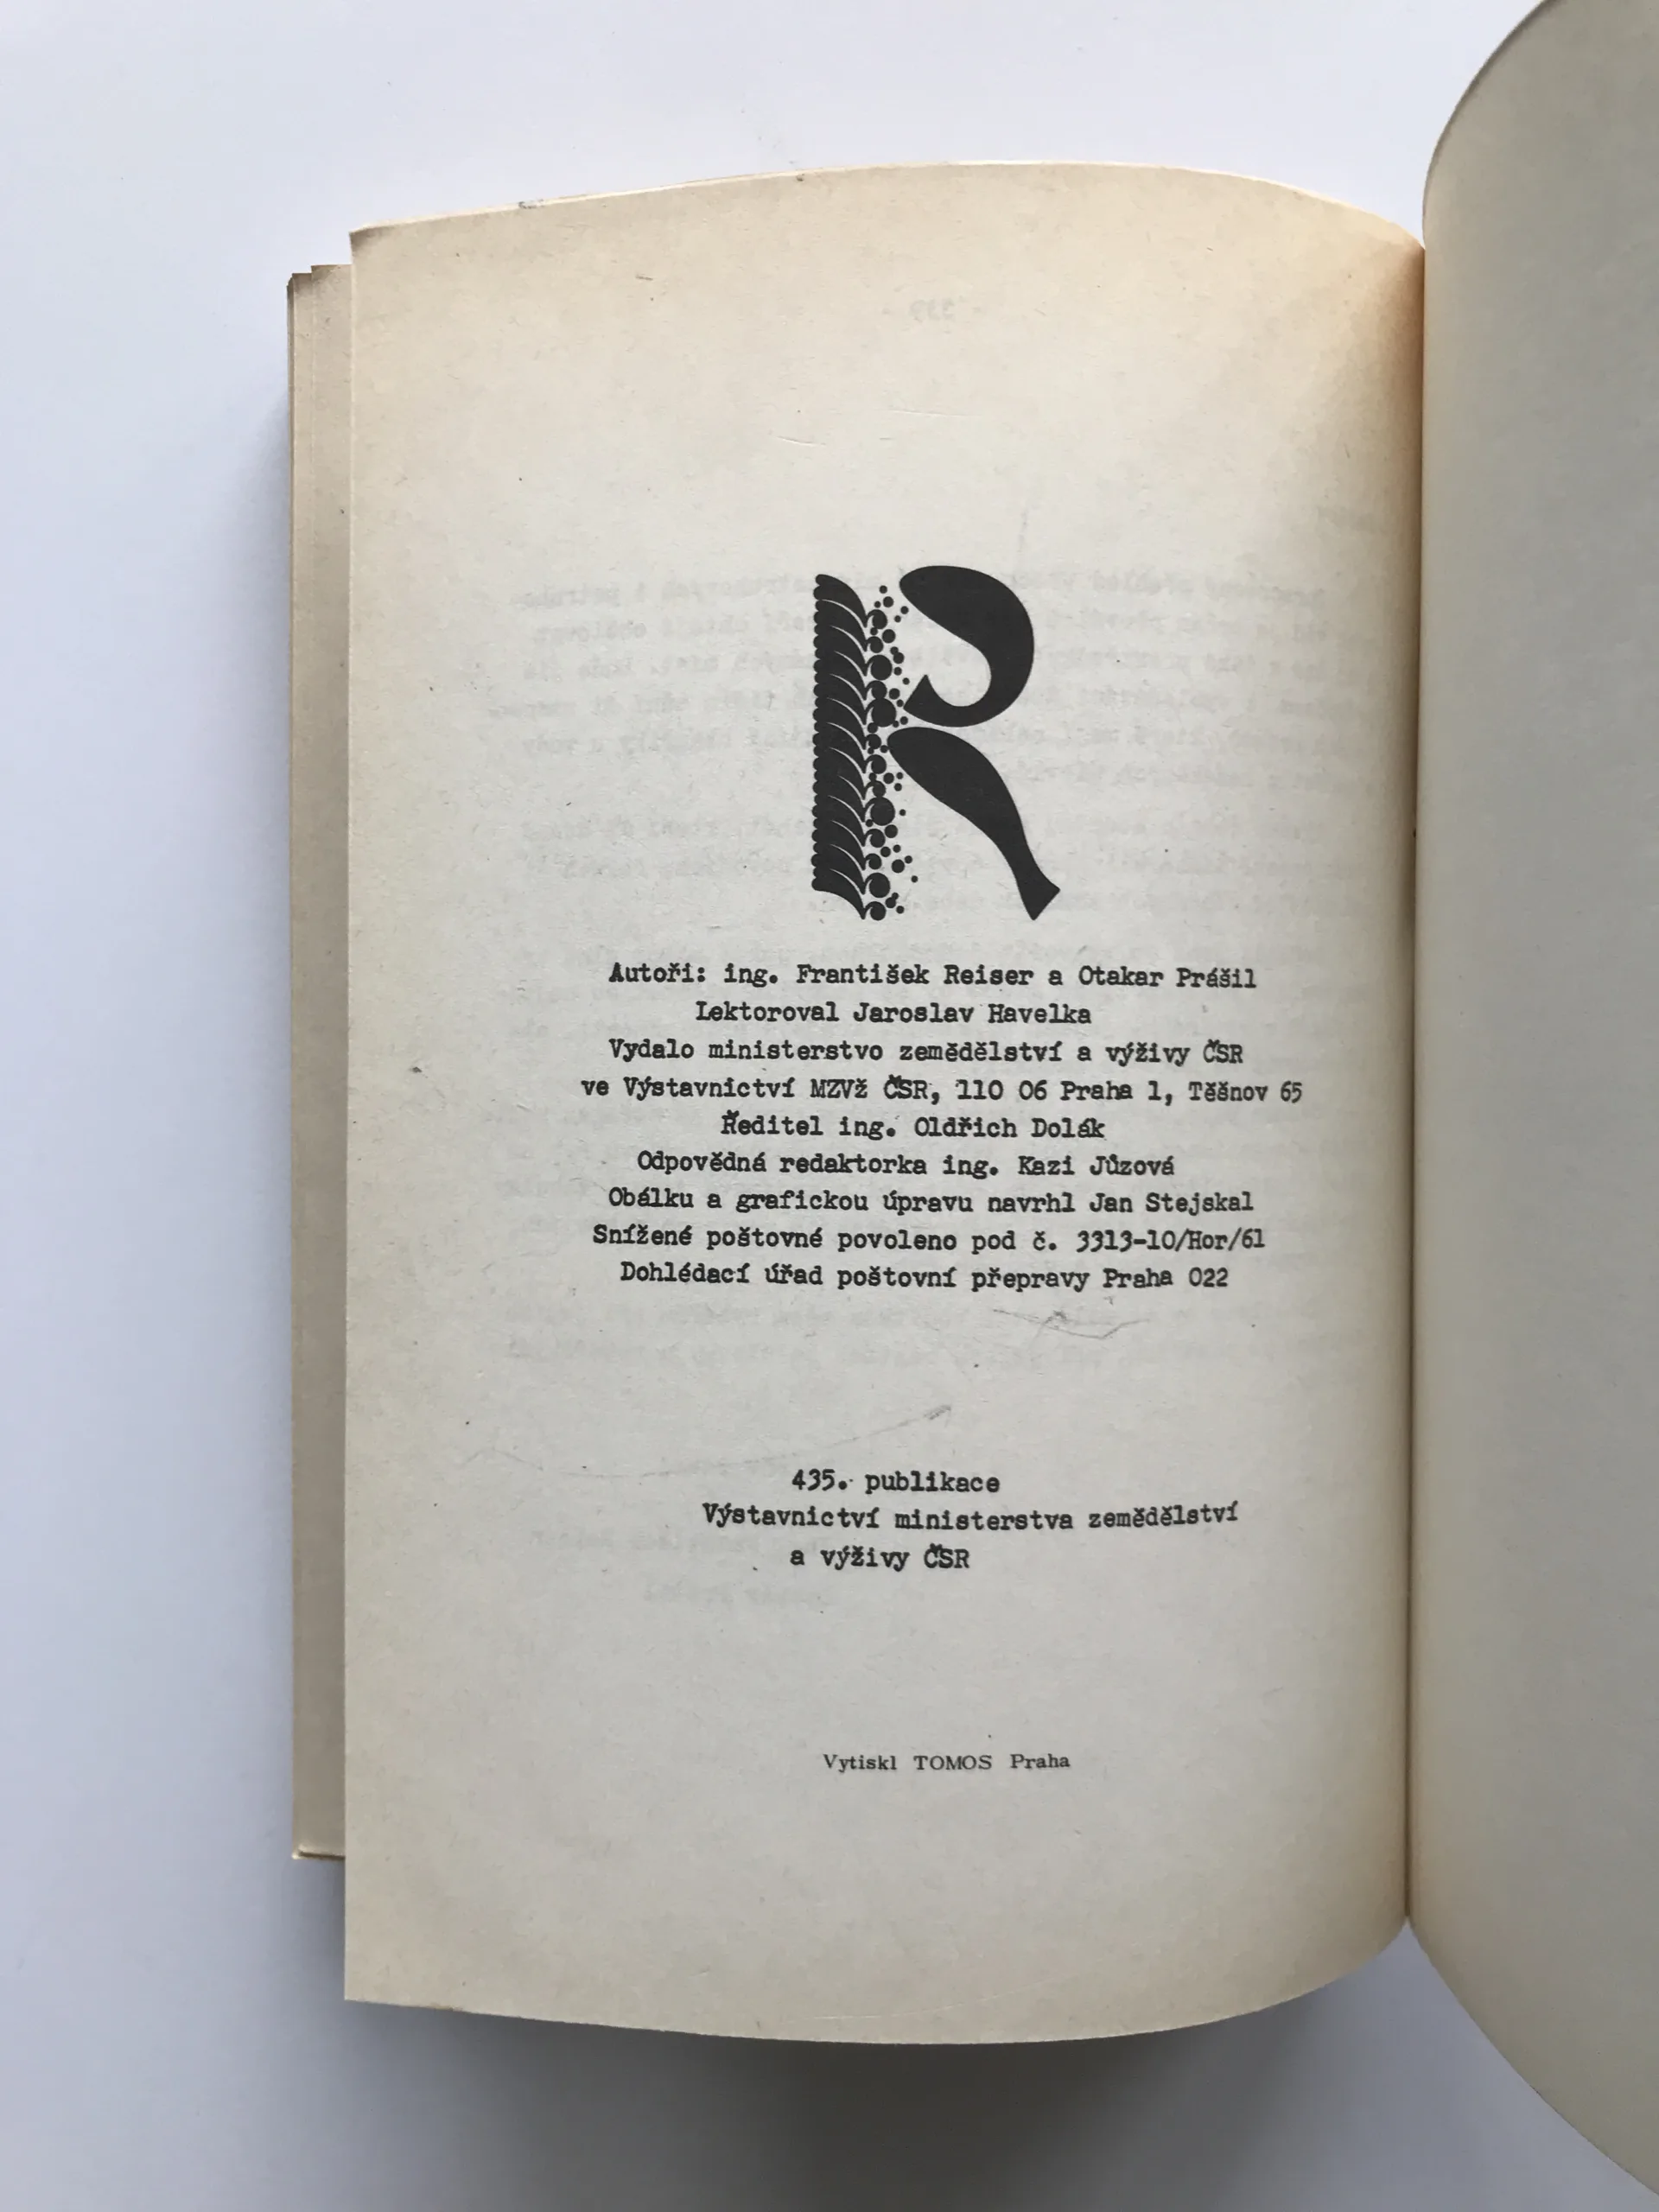 R
Autoři: ing. František Reiser a Otakar Prášil
Lektoroval Jaroslav Havelka
Vydalo ministerstvo zemědělství a výživy ČSR
ve Výstavnictví MZVž ČSR, 110 06 Praha 1, Těšnov 65
Ředitel ing. Oldřich Dolák
Odpovědná redaktorka ing. Kazi Jůzová
Obálku a grafickou úpravu navrhl Jan Stejskal
Snížené poštovné povoleno pod č. 3313-10/Hor/61
Dohlédací úřad poštovní přepravy Praha 022
435. publikace
Výstavnictví ministerstva zemědělství
a výživy ČSR
Vytiskl TOMOS Praha